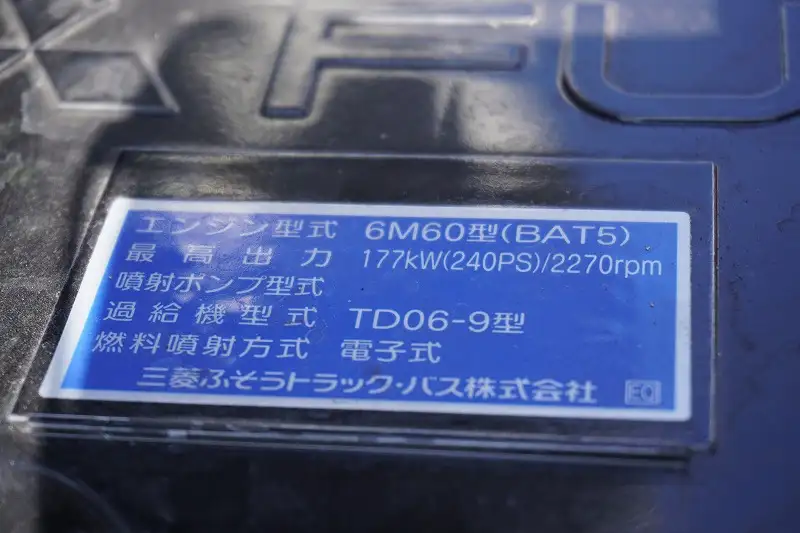 FU
エンジン型式 6M60型(BAT5)
最高出力 177kW(240PS)/2270rpm
噴射ポンプ型式
過給機型式 TD06-9型
燃料噴射方式 電子式
三菱ふそうトラック・バス株式会社 EO